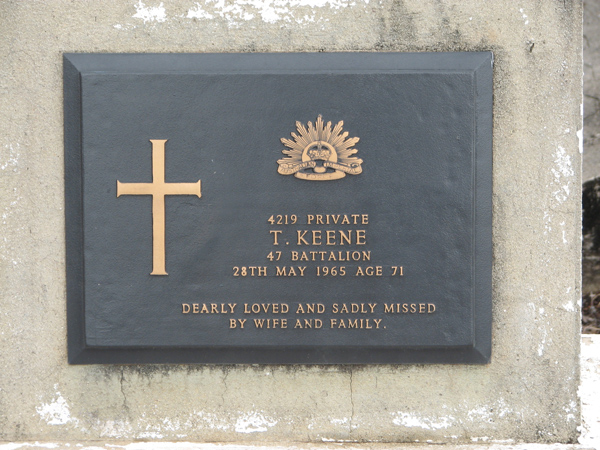 4219 PRIVATE
T. KEENE
47 BATTALION
28TH MAY 1965 AGE 71
DEARLY LOVED AND SADLY MISSED
BY WIFE AND FAMILY.